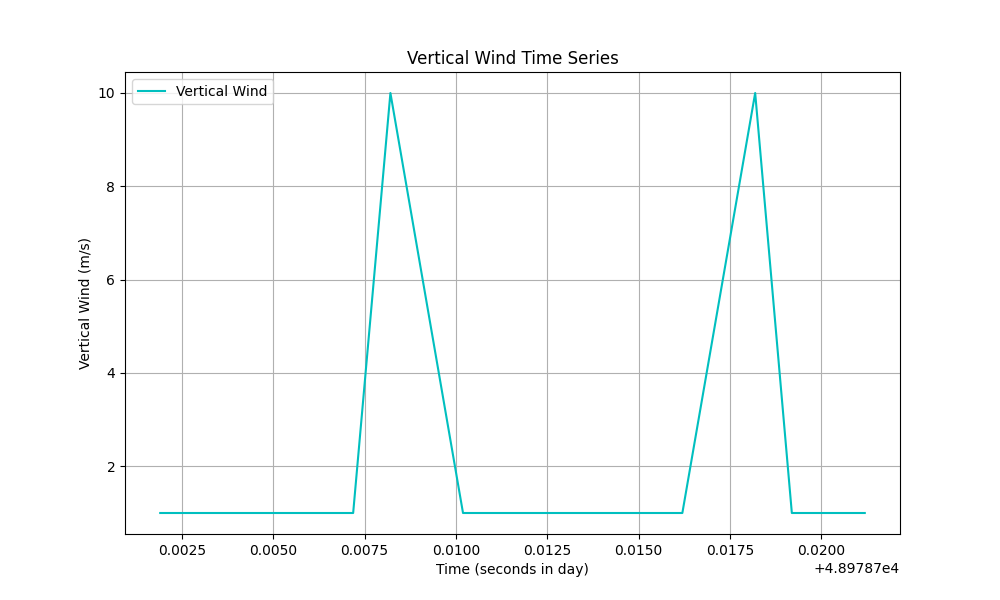 Vertical Wind Time Series
Vertical Wind
10
8
6
4
2
Vertical Wind (m/s)
0.0025 0.0050 0.0075 0.0100 0.0125 0.0150 0.0175 0.0200
Time (seconds in day)
+4.89787e4